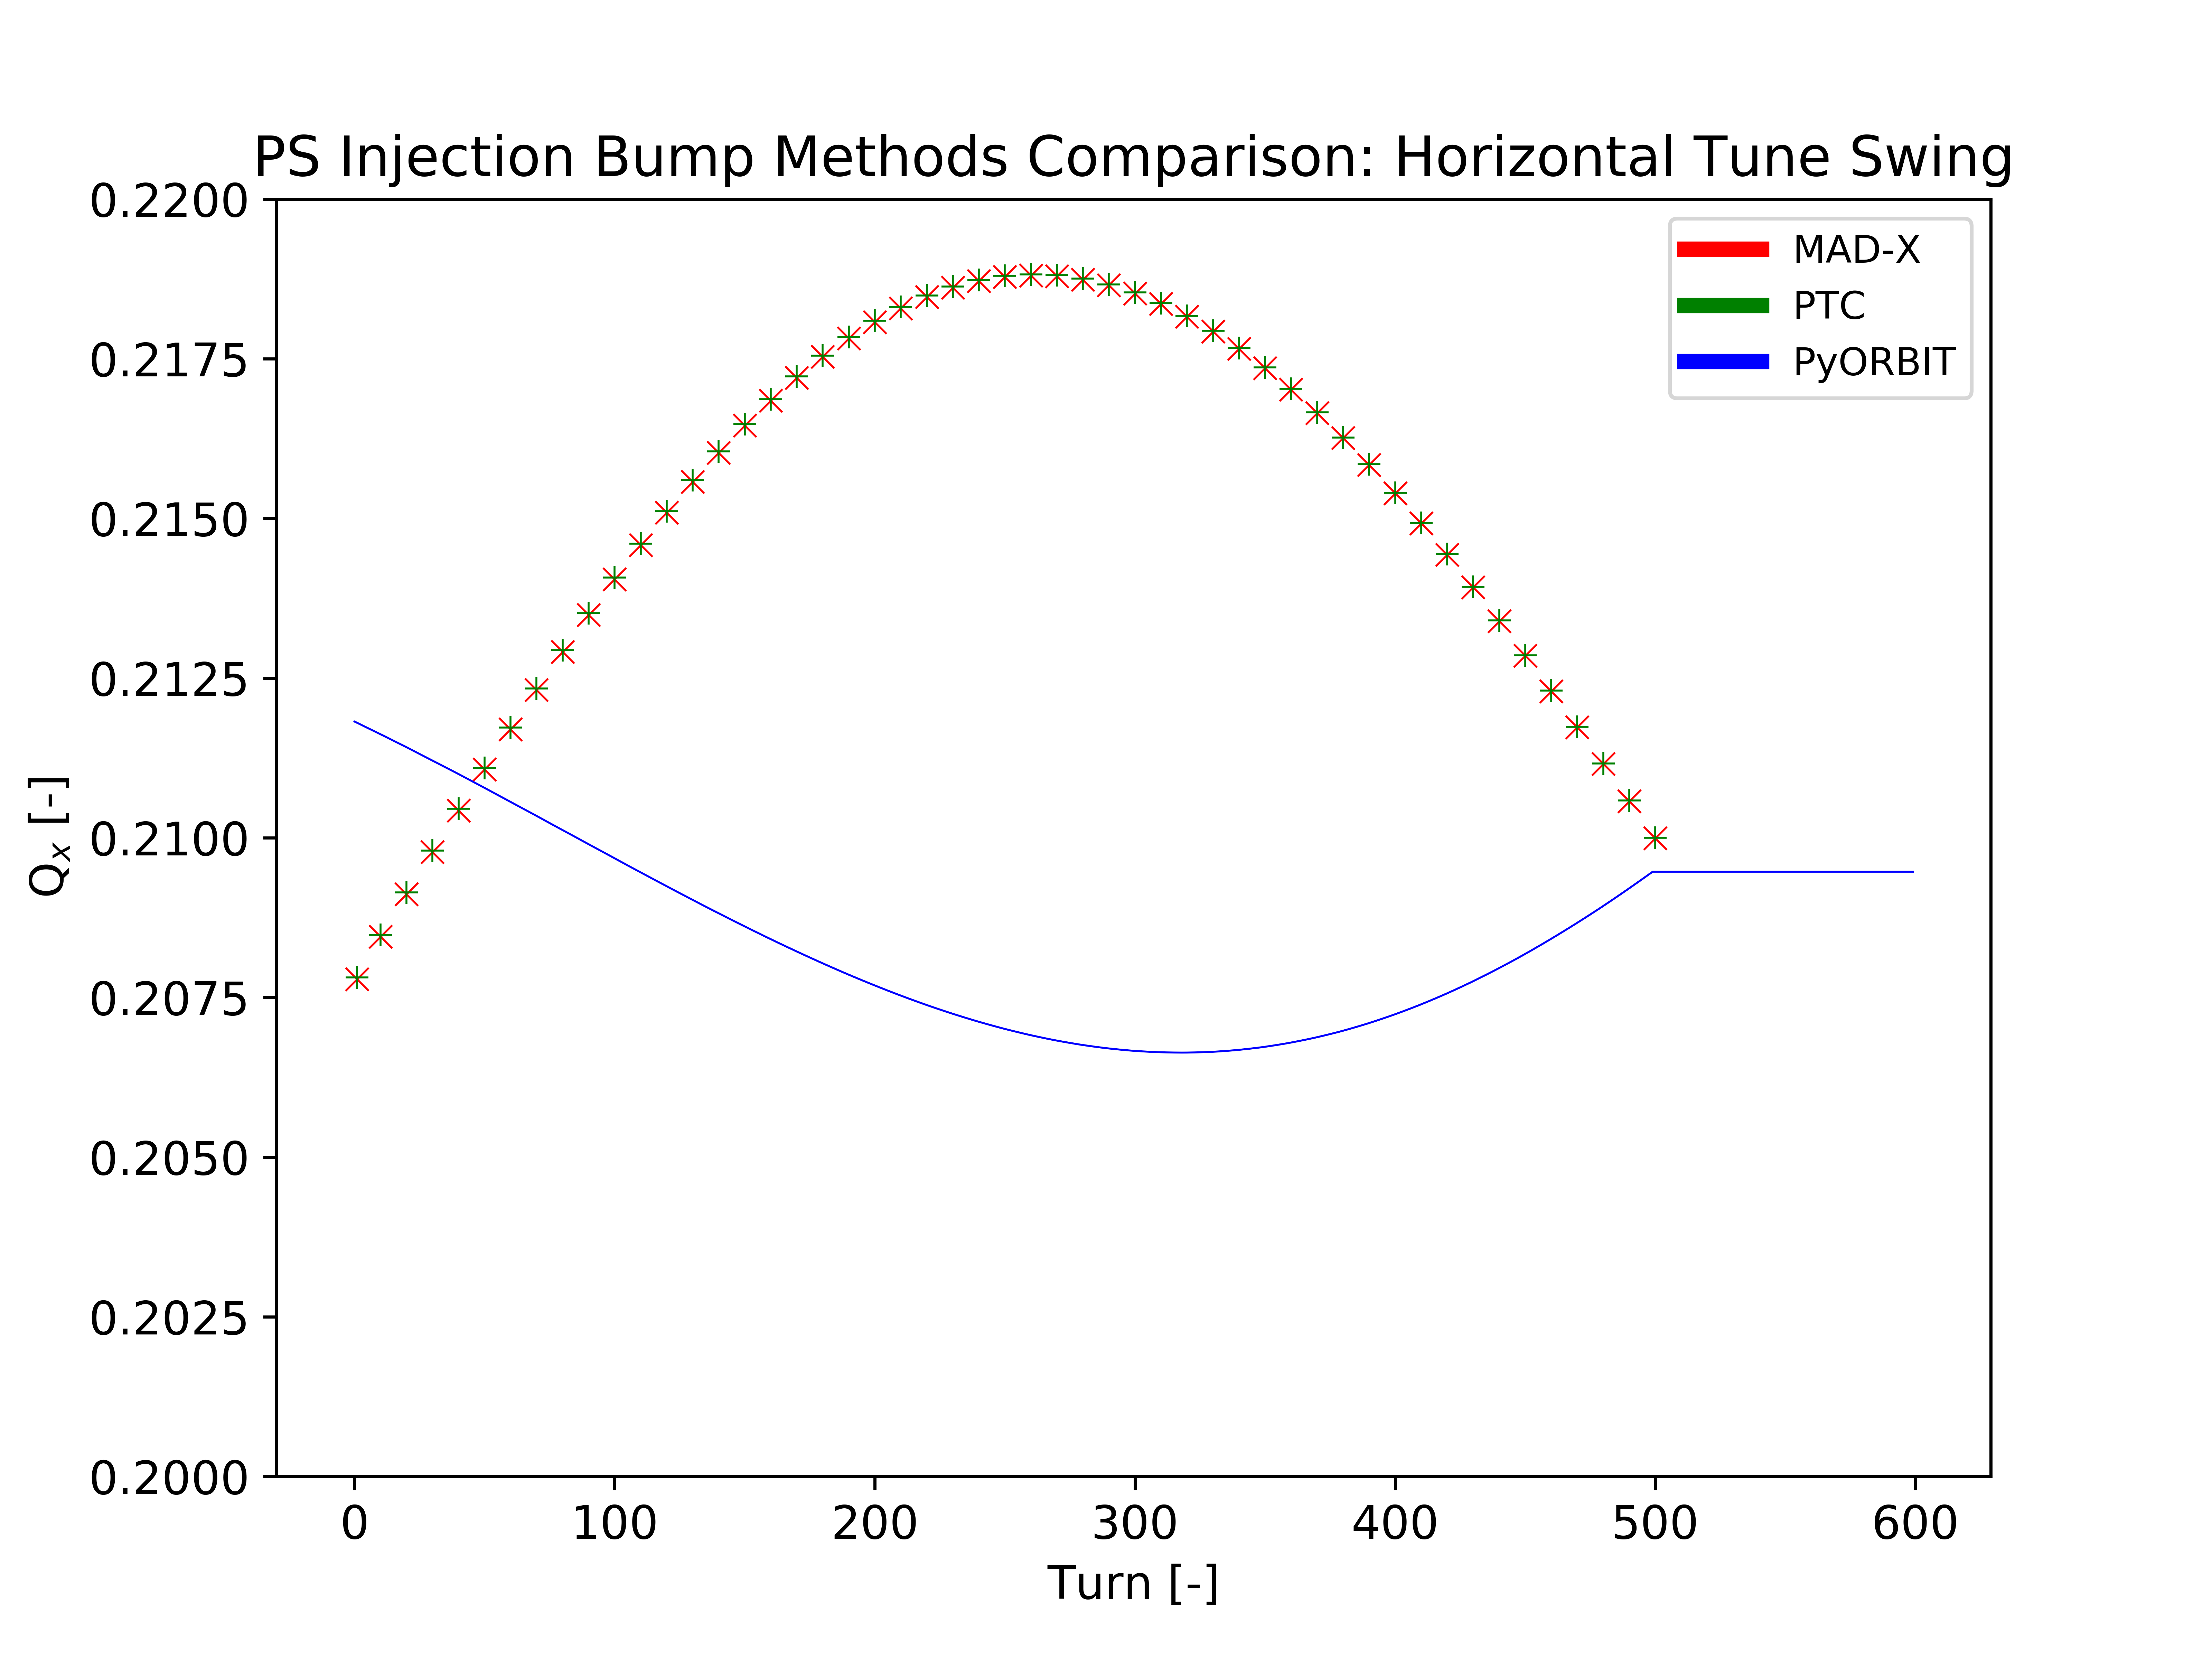 PS Injection Bump Methods Comparison: Horizontal Tune Swing
0.2200
0.2175
0.2150
0.2125
0.2100
0.2075
0.2050
0.2025
0.2000
Qx [-]
MAD-X
PTC
PyORBIT
0 100 200 300 400 500 600
Turn [-]